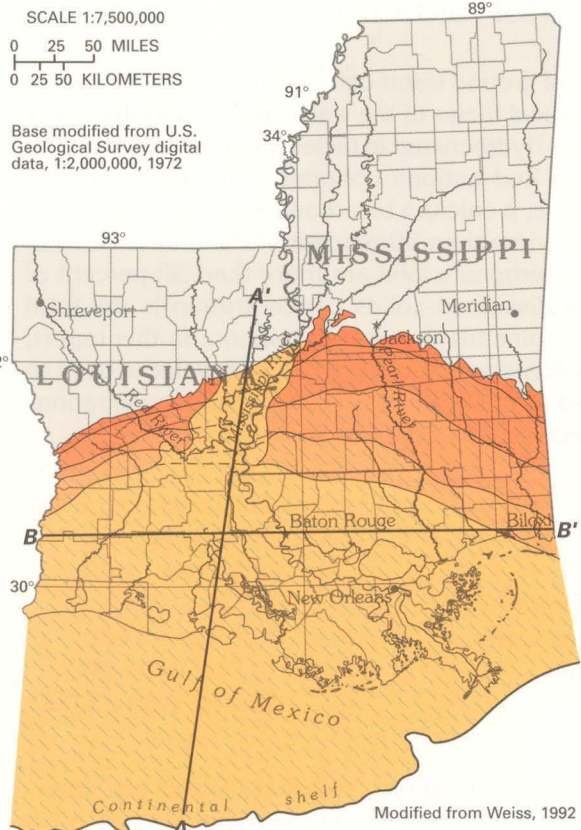 SCALE 1:7,500,000
0 25 50 MILES
0 25 50 KILOMETERS
Base modified from U.S.
Geological Survey digital
data, 1:2,000,000, 1972
89°
91°
34°
93°
MISSISSIPPI
A'
Shreveport
Meridian
Jackson
LOUISIANA
Mississippi River
Pearl River
Red River
B
Baton Rouge
Biloxi
B'
30°
New Orleans
Gulf of Mexico
Continental shelf
Modified from Weiss, 1992